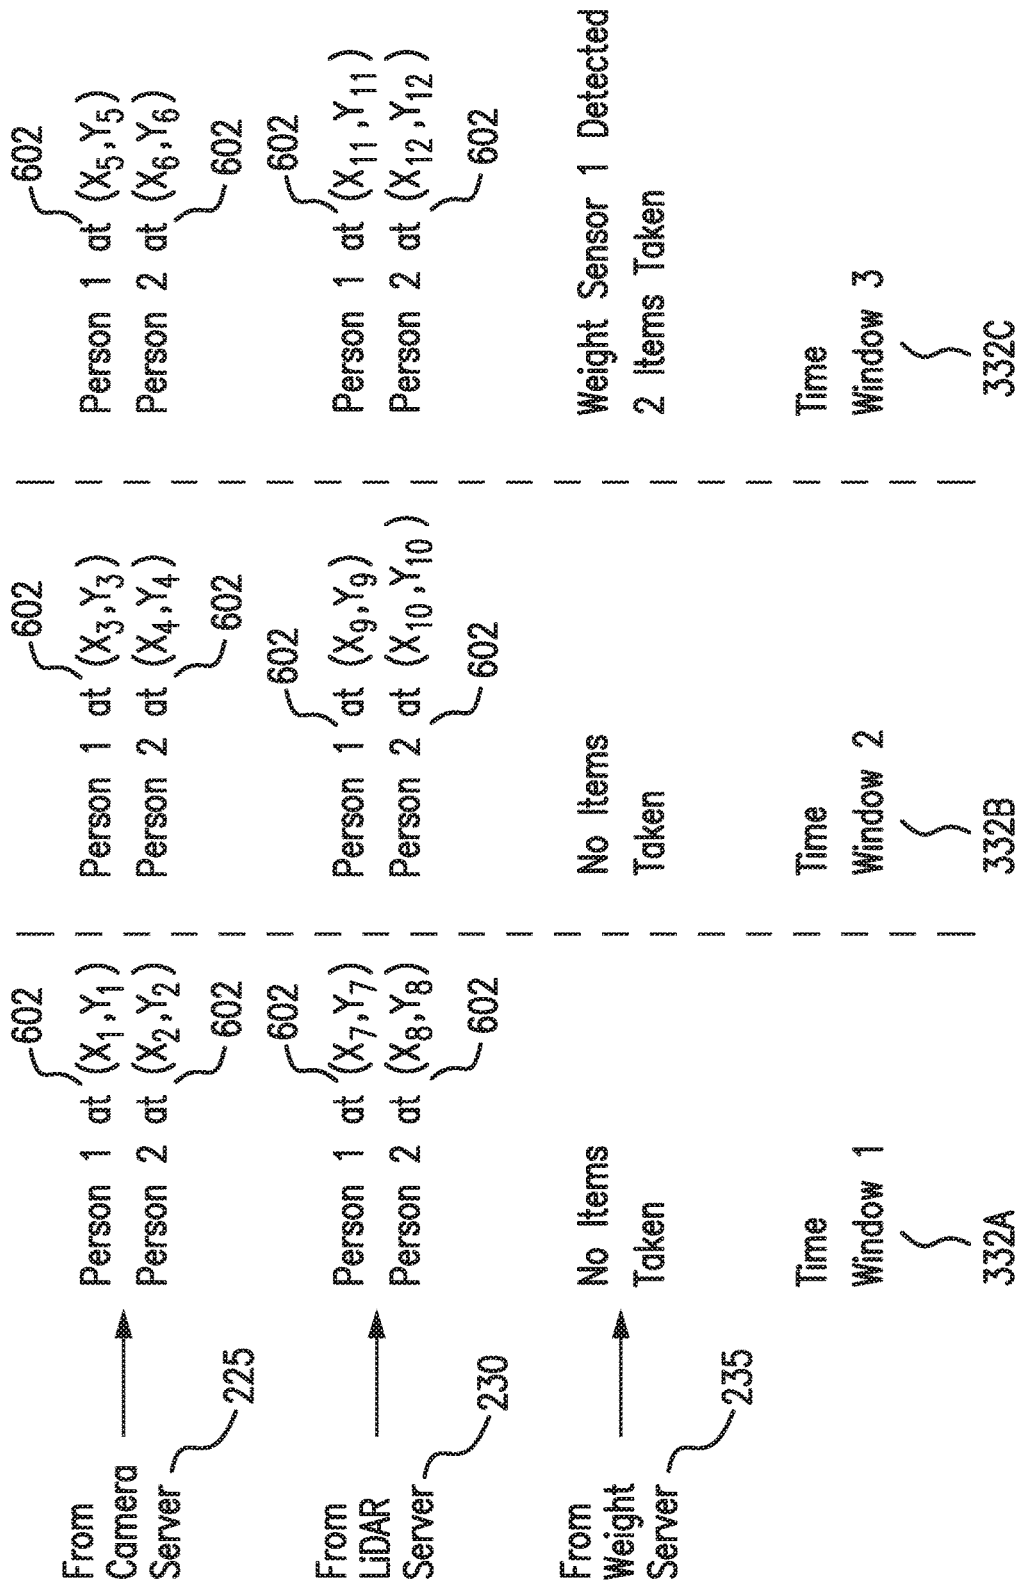 602
602
602
From
Camera
Server
225
Person 1 at (X1,Y1)
Person 2 at (X2,Y2)
Person 1 at (X3,Y3)
Person 2 at (X4,Y4)
Person 1 at (X5,Y5)
Person 2 at (X6,Y6)
602
602
602
602
602
602
From
LiDAR
Server
230
Person 1 at (X7,Y7)
Person 2 at (X8,Y8)
Person 1 at (X9,Y9)
Person 2 at (X10,Y10)
Person 1 at (X11,Y11)
Person 2 at (X12,Y12)
602
602
602
From
Weight
Server
235
No Items
Taken
No Items
Taken
Weight Sensor 1 Detected
2 Items Taken
Time
Window 1
332A
Time
Window 2
332B
Time
Window 3
332C